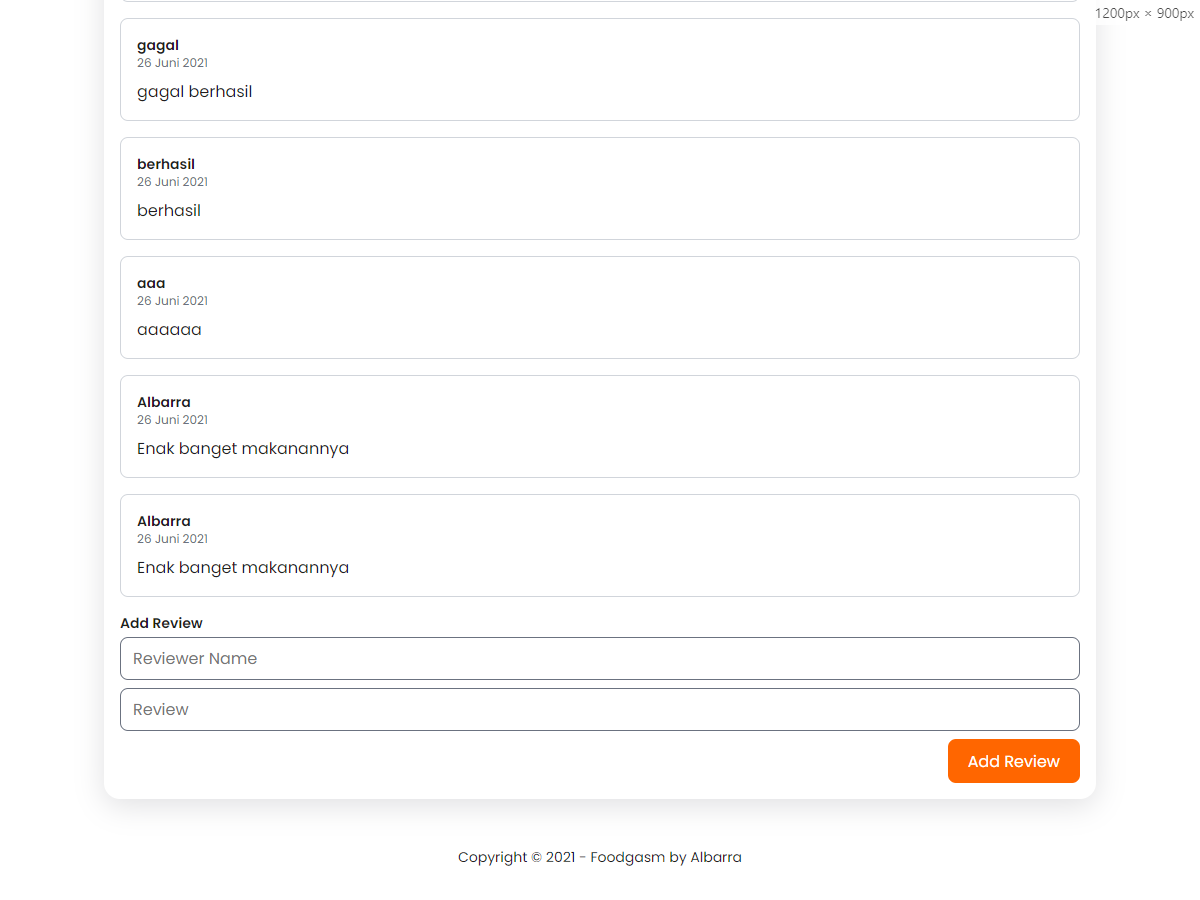 1200px × 900px
gagal
26 Juni 2021
gagal berhasil
berhasil
26 Juni 2021
berhasil
aaa
26 Juni 2021
aaaaaa
Albarra
26 Juni 2021
Enak banget makanannya
Albarra
26 Juni 2021
Enak banget makanannya
Add Review
Reviewer Name
Review
Add Review
Copyright © 2021 - Foodgasm by Albarra